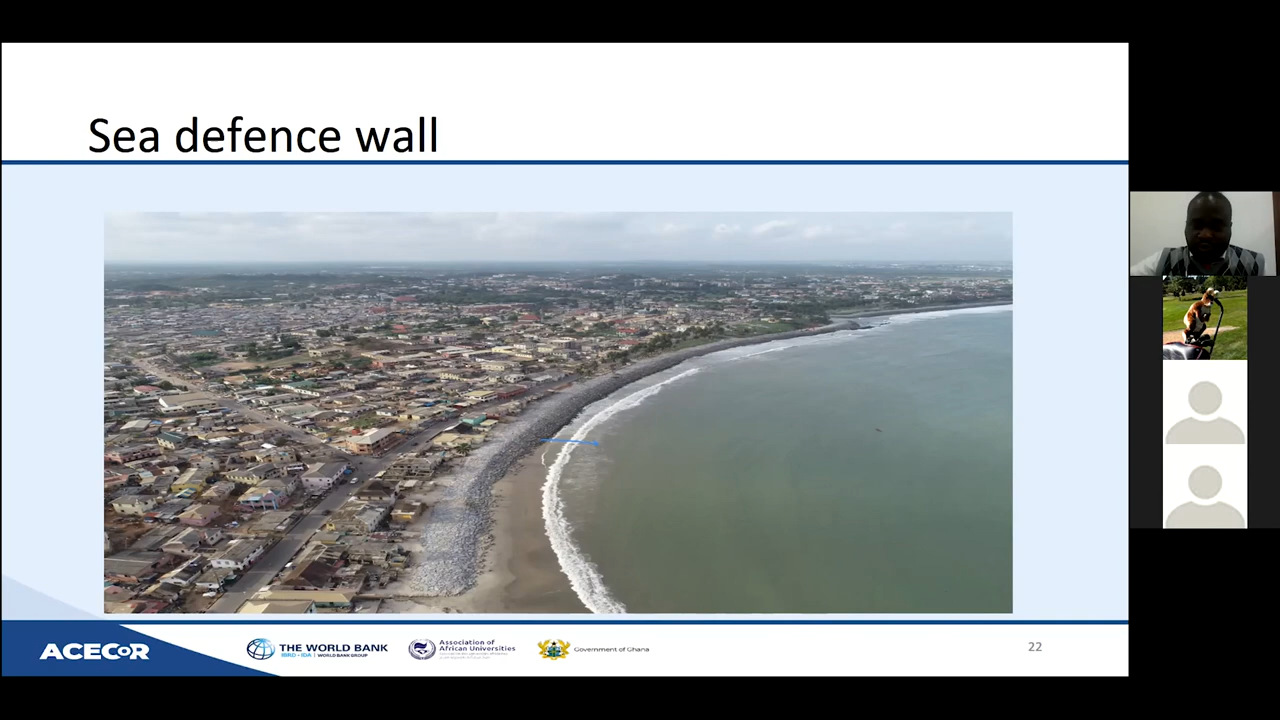 Sea defence wall
ACECoR
THE WORLD BANK
IBRD • IDA | WORLD BANK GROUP
Association of
African Universities
Government of Ghana
22